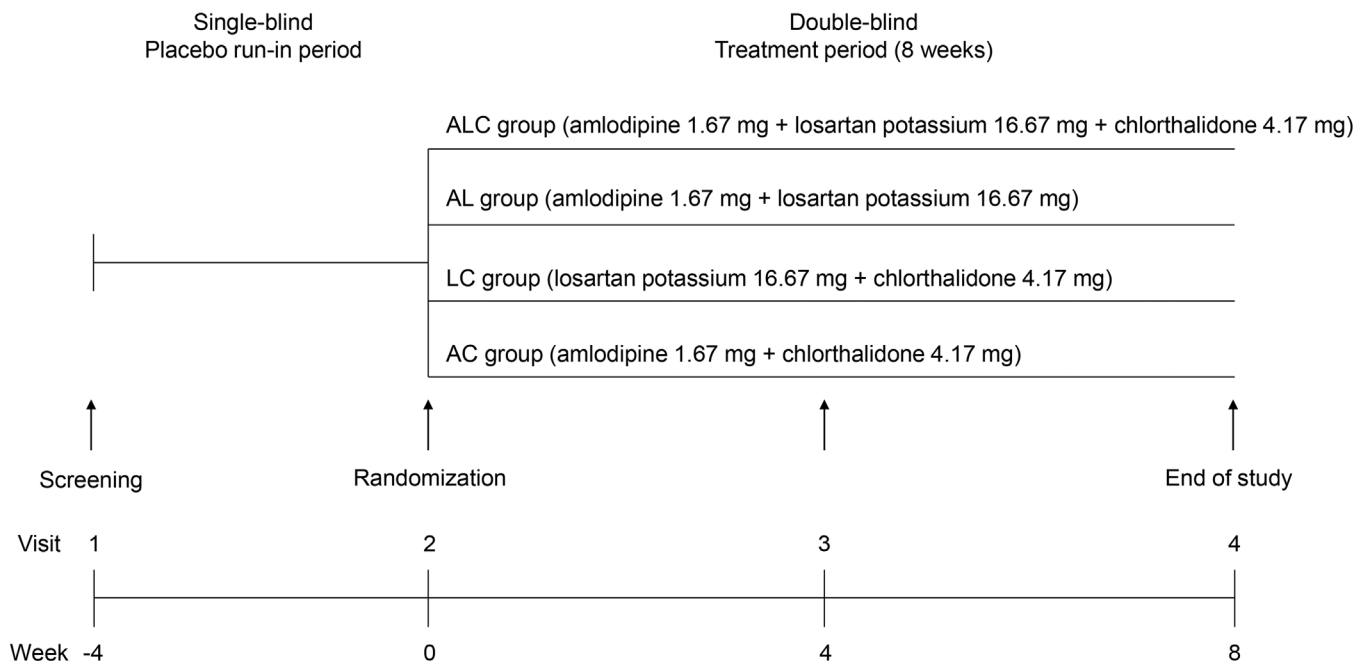 Single-blind
Placebo run-in period
Double-blind
Treatment period (8 weeks)
ALC group (amlodipine 1.67 mg + losartan potassium 16.67 mg + chlorthalidone 4.17 mg)
AL group (amlodipine 1.67 mg + losartan potassium 16.67 mg)
LC group (losartan potassium 16.67 mg + chlorthalidone 4.17 mg)
AC group (amlodipine 1.67 mg + chlorthalidone 4.17 mg)
Screening Randomization End of study
Visit 1 2 3 4
Week -4 0 4 8